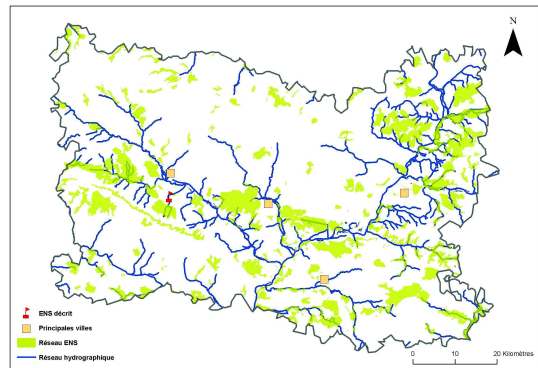 N
ENS décrit
Principales villes
Réseau ENS
Réseau hydrographique
0 10 20 Kilomètres